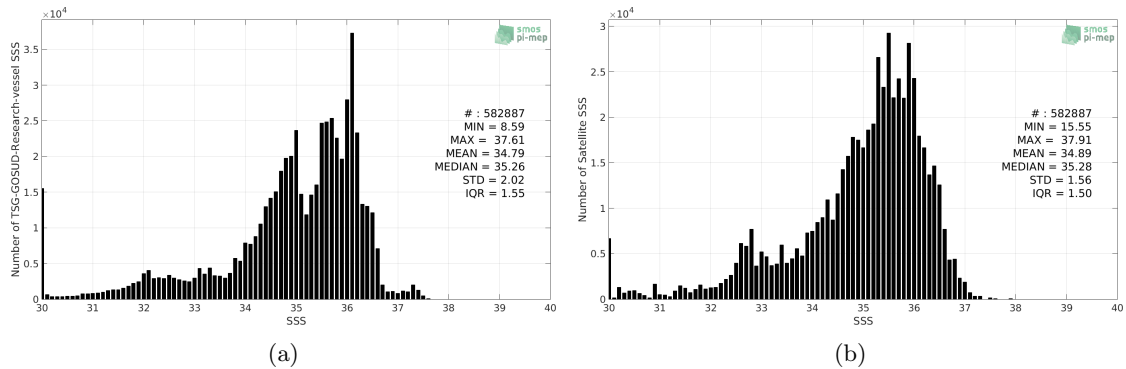 ×10⁴
smos
pi-mep
Number of TSG-GOSUD-Research-vessel SSS
3.5
3
2.5
2
1.5
1
0.5
0
# : 582887
MIN = 8.59
MAX = 37.61
MEAN = 34.79
MEDIAN = 35.26
STD = 2.02
IQR = 1.55
30 31 32 33 34 35 36 37 38 39 40
SSS
(a)
×10⁴
smos
pi-mep
Number of Satellite SSS
3
2.5
2
1.5
1
0.5
0
# : 582887
MIN = 15.55
MAX = 37.91
MEAN = 34.89
MEDIAN = 35.28
STD = 1.56
IQR = 1.50
30 31 32 33 34 35 36 37 38 39 40
SSS
(b)